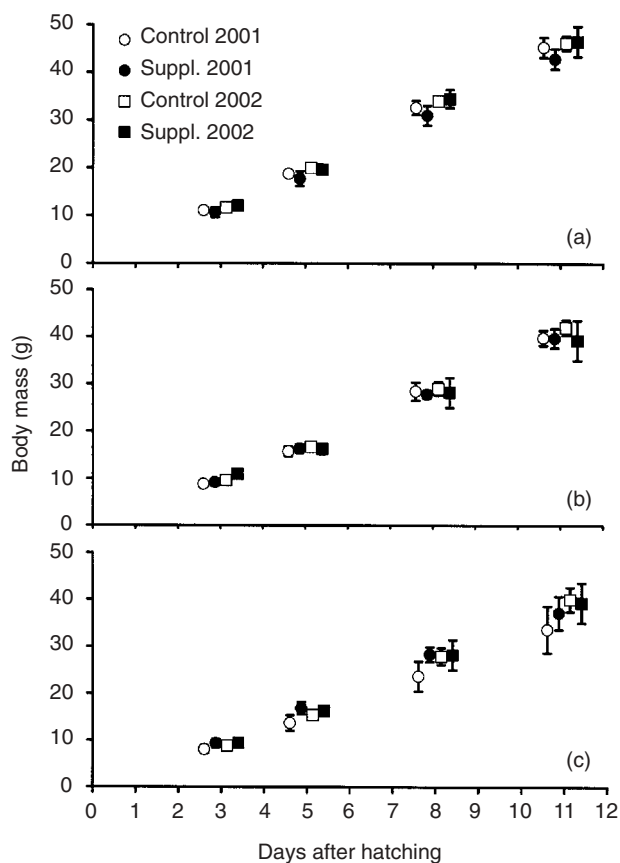 50
40
30
20
10
0
Control 2001
Suppl. 2001
Control 2002
Suppl. 2002
(a)
50
40
30
20
10
0
(b)
Body mass (g)
50
40
30
20
10
0
(c)
0 1 2 3 4 5 6 7 8 9 10 11 12
Days after hatching